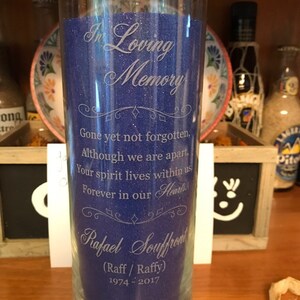 In Loving
Memory
Gone yet not forgotten,
Although we are apart,
Your spirit lives within us
Forever in our Hearts
Rafael Souffront
(Raff / Raffy)
1974 - 2017